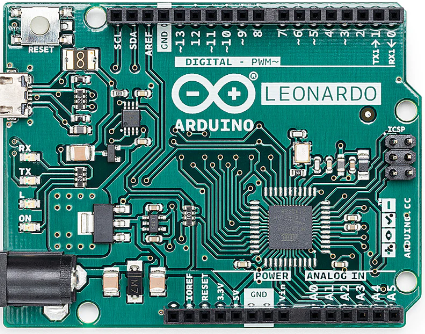 RESET
SCL
SDA
AREF
GND
~13
12
~11
~10
~9
8
7
~6
~5
4
~3
2
TX1→1
RX1←0
DIGITAL - PWM~
LEONARDO
ARDUINO
ICSP
RX
TX
L
ON
ARDUINO.CC
POWER
ANALOG IN
IOREF
RESET
3.3V
5V
GND
Vin
A0
A1
A2
A3
A4
A5